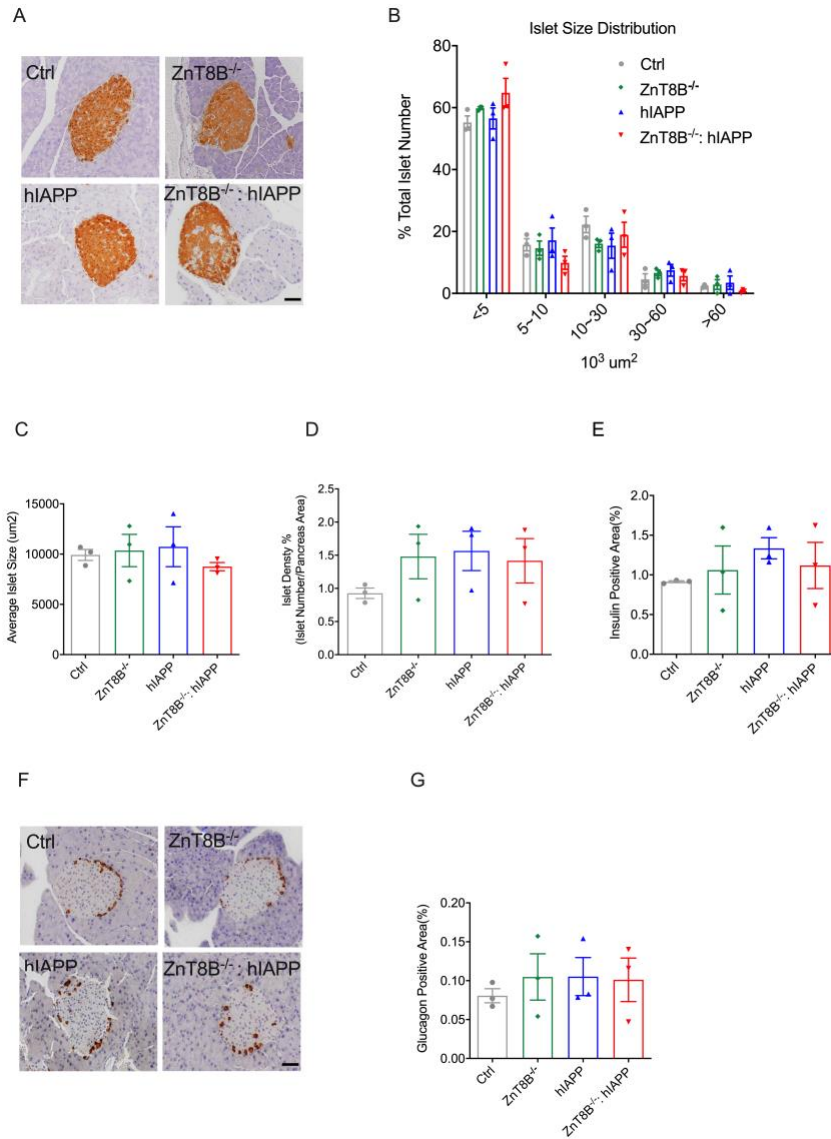 A
Ctrl
ZnT8B-/-
hIAPP
ZnT8B-/-: hIAPP
B
Islet Size Distribution
Ctrl
ZnT8B-/-
hIAPP
ZnT8B-/-: hIAPP
% Total Islet Number
80
60
40
20
0
<5
5~10
10~30
30~60
>60
10³ um²
C
Average Islet Size (um2)
15000
10000
5000
0
Ctrl
ZnT8B-/-
hIAPP
ZnT8B-/-: hIAPP
D
Islet Density %
(Islet Number/Pancreas Area)
2.5
2.0
1.5
1.0
0.5
0.0
Ctrl
ZnT8B-/-
hIAPP
ZnT8B-/-: hIAPP
E
Insulin Positive Area(%)
2.0
1.5
1.0
0.5
0.0
Ctrl
ZnT8B-/-
hIAPP
ZnT8B-/-: hIAPP
F
Ctrl
ZnT8B-/-
hIAPP
ZnT8B-/-: hIAPP
G
Glucagon Positive Area(%)
0.20
0.15
0.10
0.05
0.00
Ctrl
ZnT8B-/-
hIAPP
ZnT8B-/-: hIAPP